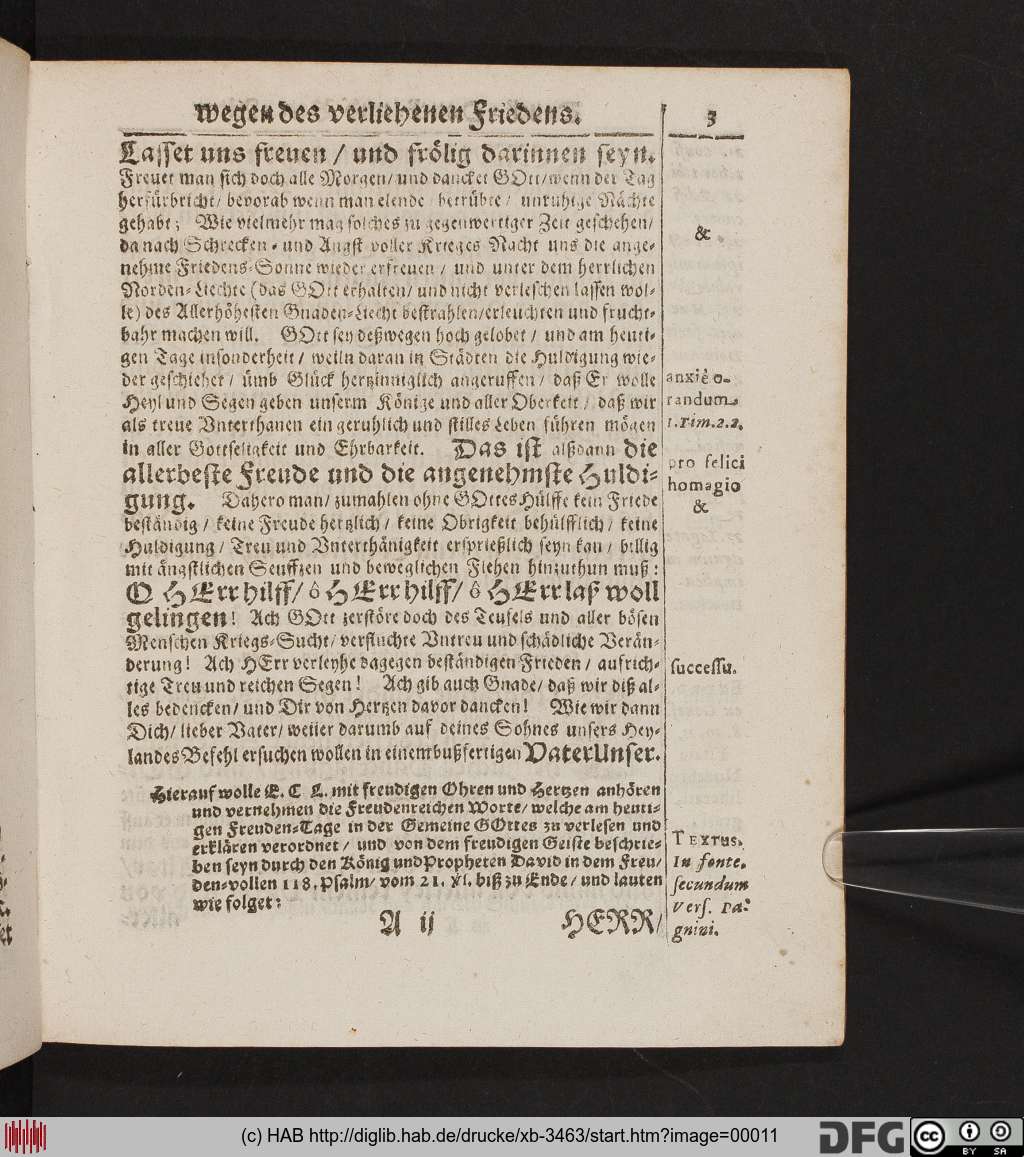 wegen des verliehenen Friedens. 3
Lasset uns freuen / und frölig darinnen seyn.
Freuet man sich doch alle Morgen / und dancket GOtt / wenn der Tag
herfürbricht / bevorab wenn man elende / betrübte / unruhige Nächte
gehabt; Wie vielmehr mag solches zu gegenwertiger Zeit geschehen /
da nach Schrecken- und Angst voller Krieges Nacht uns die ange-
nehme Friedens-Sonne wieder erfreuen / und unter dem herrlichen
Norden-Liechte (das GOtt erhalten / und nicht verleschen lassen wol-
le) des Allerhöhesten Gnaden-Liecht bestrahlen / erleuchten und frucht-
bahr machen will. GOtt sey deßwegen hoch gelobet / und am heuti-
gen Tage insonderheit / weiln daran in Städten die Huldigung wie-
der geschiehet / ümb Glück hertzinniglich angeruffen / daß Er wolle
Heyl und Segen geben unserm Könige und aller Oberkeit / daß wir
als treue Vnterthanen ein geruhlich und stilles Leben führen mögen
in aller Gottseligkeit und Ehrbarkeit. Das ist alßdann die
allerbeste Freude und die angenehmste Huldi-
gung. Dahero man / zumahlen ohne GOttes Hülffe kein Friede
beständig / keine Freude hertzlich / keine Obrigkeit behülfflich / keine
Huldigung / Treu und Vnterthänigkeit ersprießlich seyn kan / billig
mit ängstlichen Seufftzen und beweglichen Flehen hinzuthun muß:
O HErr hilff / ô HErr hilff / ô HErr laß woll
gelingen! Ach GOtt zerstöre doch des Teufels und aller bösen
Menschen Kriegs-Sucht / verfluchte Vntreu und schädliche Verän-
derung! Ach HErr verleyhe dagegen beständigen Frieden / aufrich-
tige Treu und reichen Segen! Ach gib auch Gnade / daß wir diß al-
les bedencken / und Dir von Hertzen davor dancken! Wie wir dann
Dich / lieber Vater / weiter darumb auf deines Sohnes unsers Hey-
landes Befehl ersuchen wollen in einem bußfertigen VaterUnser.
Hierauf wolle E. C L. mit freudigen Ohren und Hertzen anhören
und vernehmen die Freudenreichen Worte / welche am heuti-
gen Freuden-Tage in der Gemeine GOttes zu verlesen und
erklären verordnet / und von dem freudigen Geiste beschrie-
ben seyn durch den König und Propheten David in dem Freu /
den-vollen 118. Psalm / vom 21. Vl. biß zu Ende / und lauten
wie folget:
A ij HERR /
&
anxiè o-
randum.
1. Tim. 2. 2.
pro felici
homagio
&
successu.
TEXTUS.
In fonte.
secundum
Vers. Pa-
gnini.
(c) HAB http://diglib.hab.de/drucke/xb-3463/start.htm?image=00011
DFG
cc
BY SA